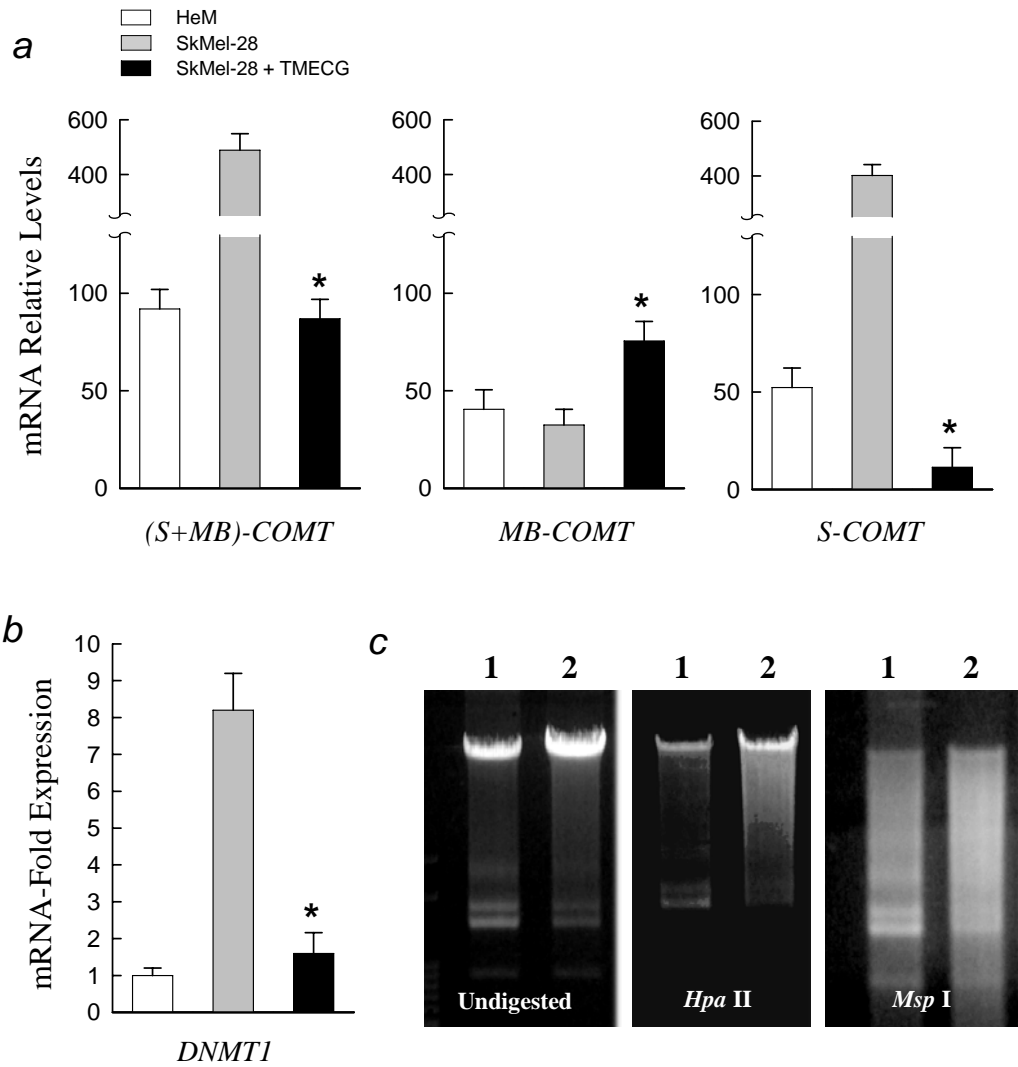 HeM
SkMel-28
SkMel-28 + TMECG
a
mRNA Relative Levels
600
400
100
50
0
*
(S+MB)-COMT
600
400
100
50
0
*
MB-COMT
600
400
100
50
0
*
S-COMT
b
mRNA-Fold Expression
10
9
8
7
6
5
4
3
2
1
0
*
DNMT1
c
1 2
Undigested
1 2
Hpa II
1 2
Msp I